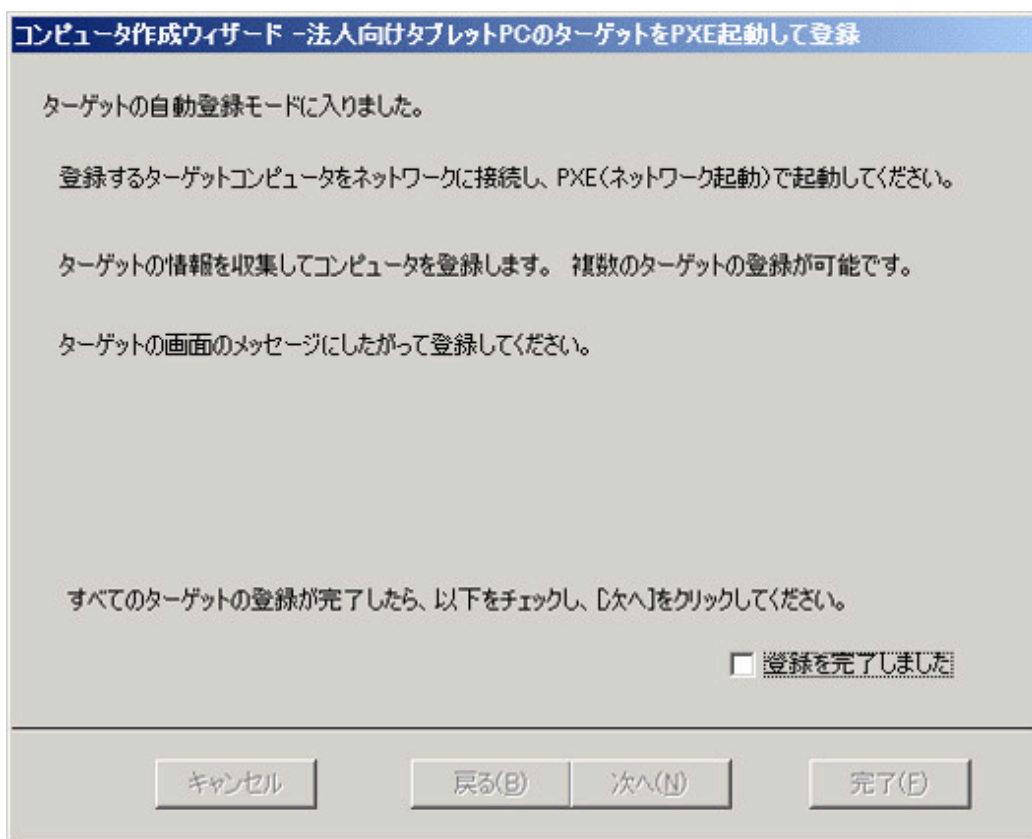 コンピュータ作成ウィザード -法人向けタブレットPCのターゲットをPXE起動して登録
ターゲットの自動登録モードに入りました。
登録するターゲットコンピュータをネットワークに接続し、PXE(ネットワーク起動)で起動してください。
ターゲットの情報を収集してコンピュータを登録します。 複数のターゲットの登録が可能です。
ターゲットの画面のメッセージにしたがって登録してください。
すべてのターゲットの登録が完了したら、以下をチェックし、[次へ]をクリックしてください。
登録を完了しました
キャンセル 戻る(B) 次へ(N) 完了(F)